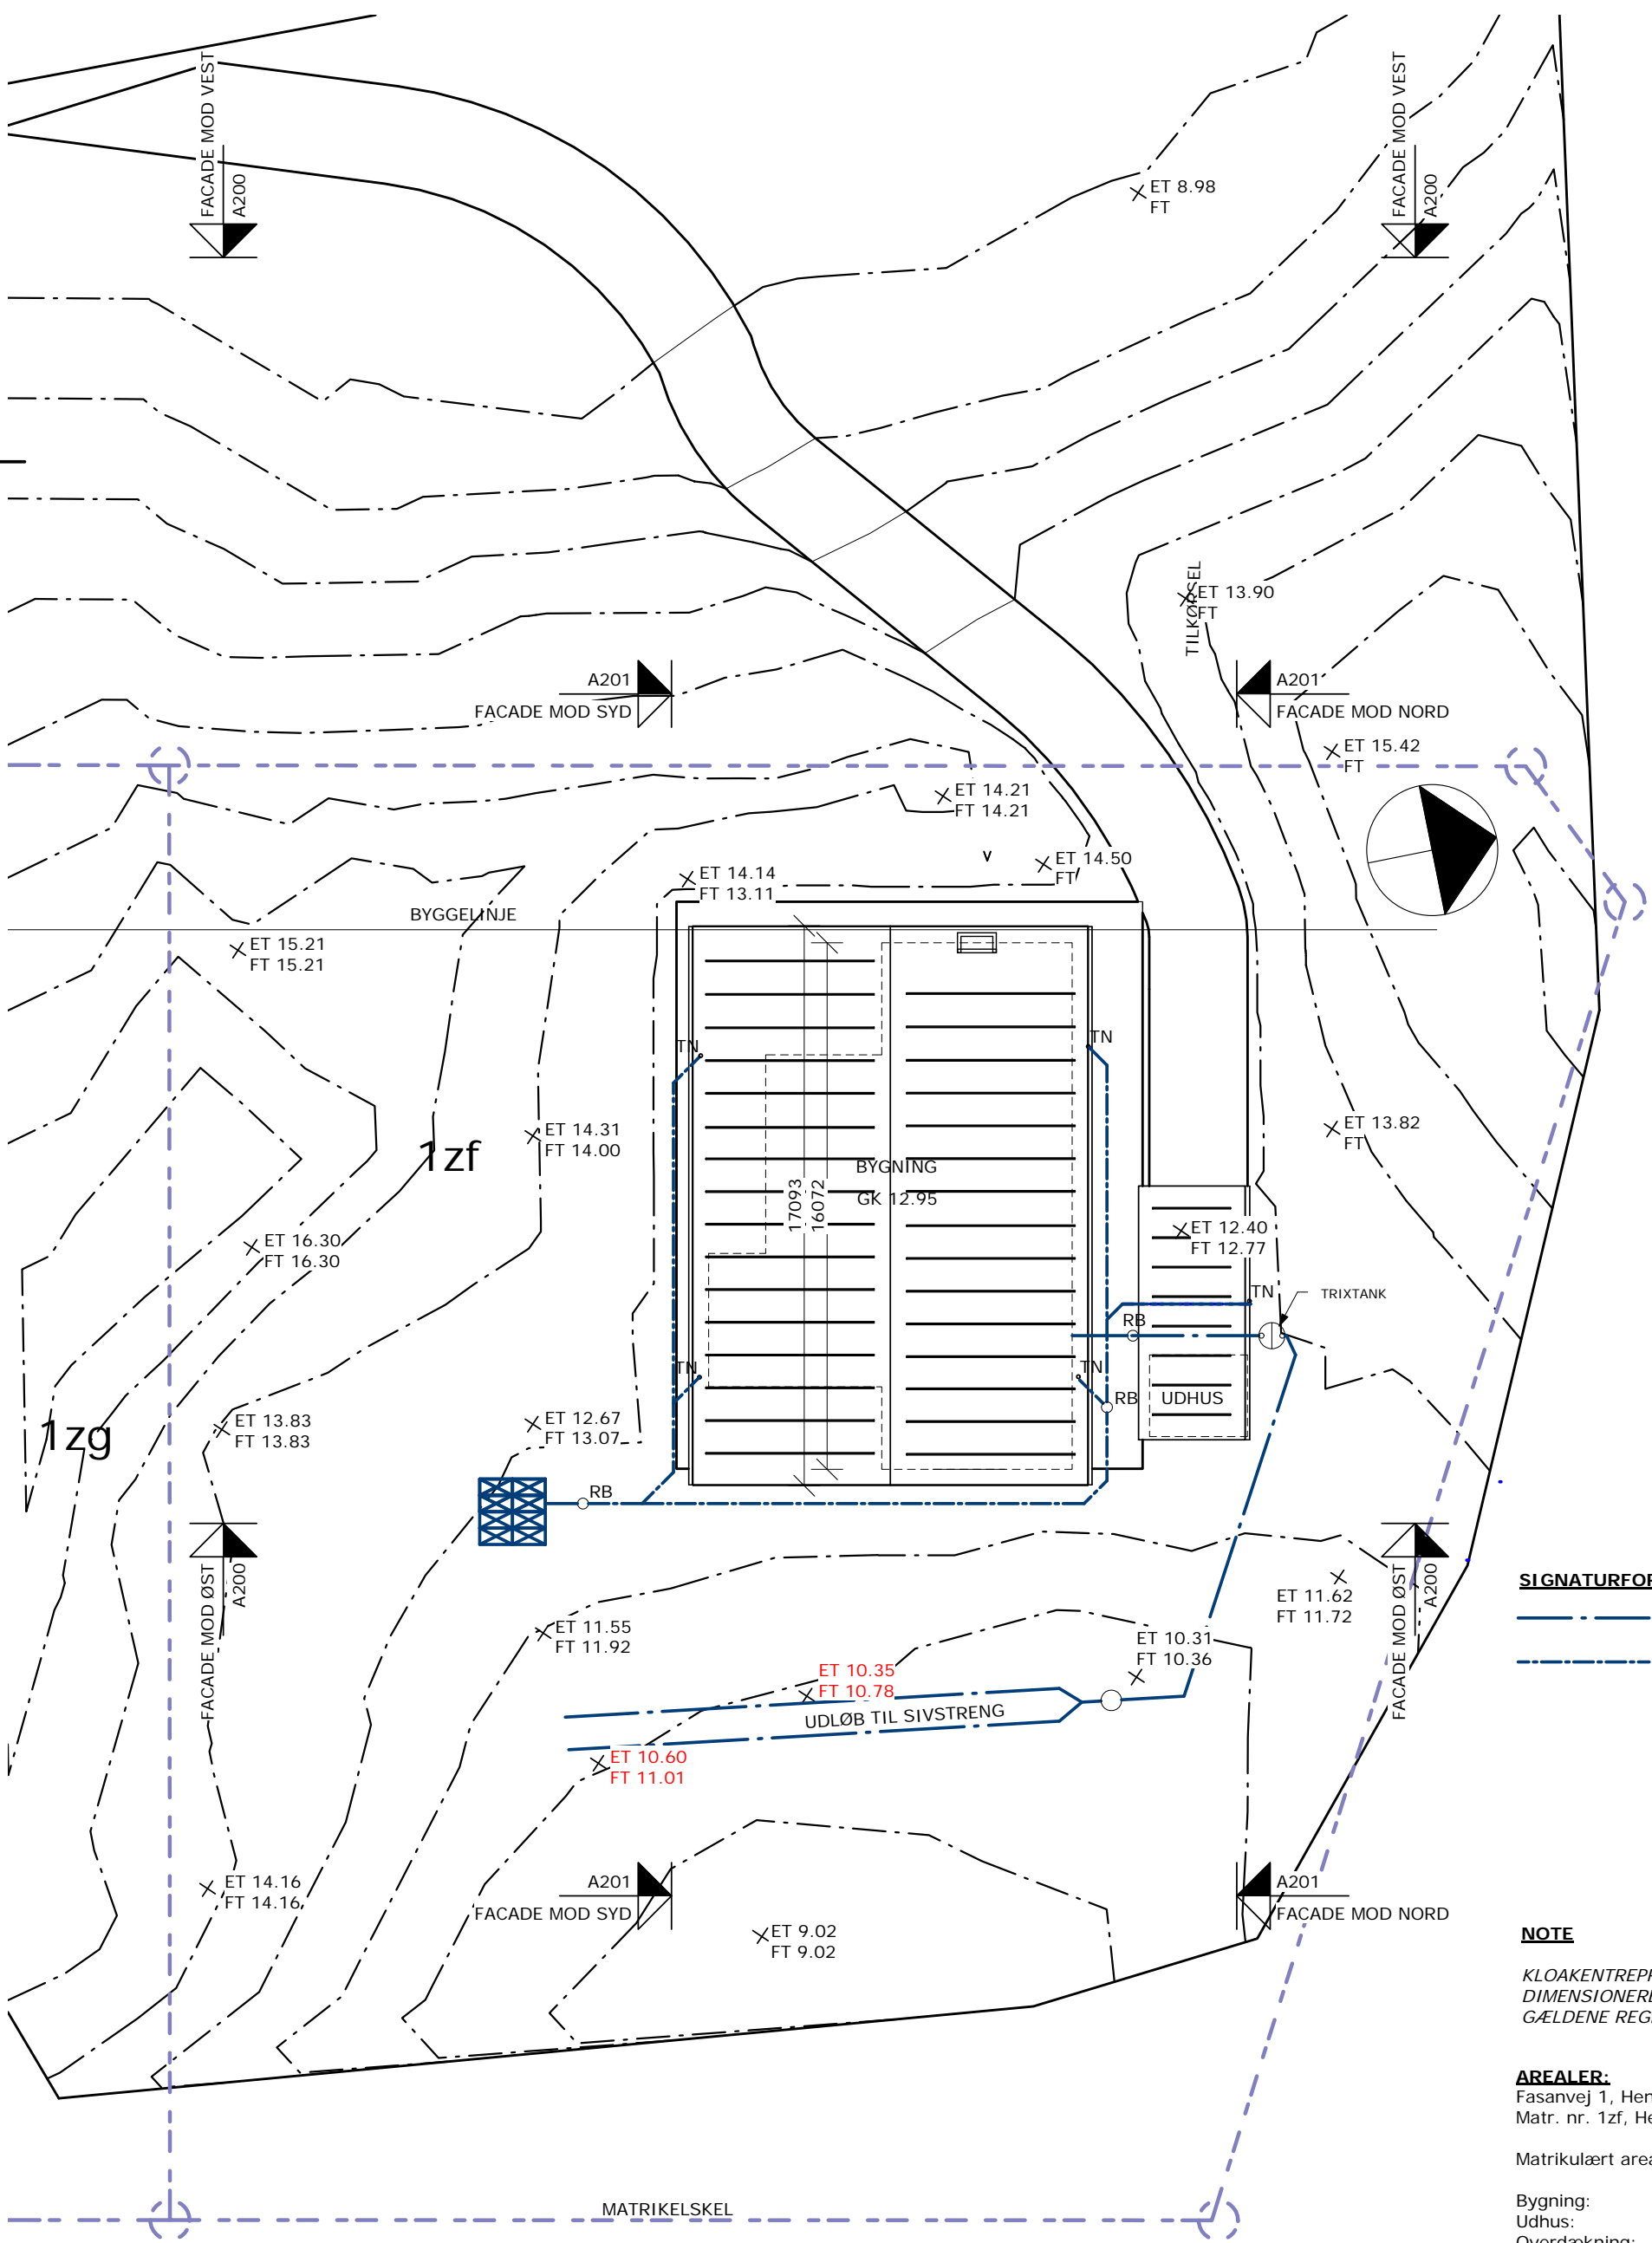 FACADE MOD VEST
A200
FACADE MOD VEST
A200
ET 8.98
FT
TILKØRSEL
ET 13.90
FT
A201
FACADE MOD SYD
A201
FACADE MOD NORD
ET 15.42
FT
ET 14.21
FT 14.21
V
ET 14.50
FT
ET 14.14
FT 13.11
BYGGELINJE
ET 15.21
FT 15.21
TN
TN
1zf
ET 14.31
FT 14.00
ET 13.82
FT
BYGNING
GK 12.95
17093
16072
ET 12.40
FT 12.77
ET 16.30
FT 16.30
TN
TRIXTANK
RB
TN
TN
RB
UDHUS
1zg
ET 13.83
FT 13.83
ET 12.67
FT 13.07
RB
FACADE MOD ØST
A200
FACADE MOD ØST
A200
SIGNATURFOR
ET 11.62
FT 11.72
ET 11.55
FT 11.92
ET 10.31
FT 10.36
ET 10.35
FT 10.78
UDLØB TIL SIVSTRENG
ET 10.60
FT 11.01
ET 14.16
FT 14.16
A201
FACADE MOD SYD
A201
FACADE MOD NORD
ET 9.02
FT 9.02
NOTE
KLOAKENTREPR
DIMENSIONERE
GÆLDENE REG
AREALER:
Fasanvej 1, Hen
Matr. nr. 1zf, He
Matrikulært area
Bygning:
Udhus:
Overdækning:
MATRIKELSKEL